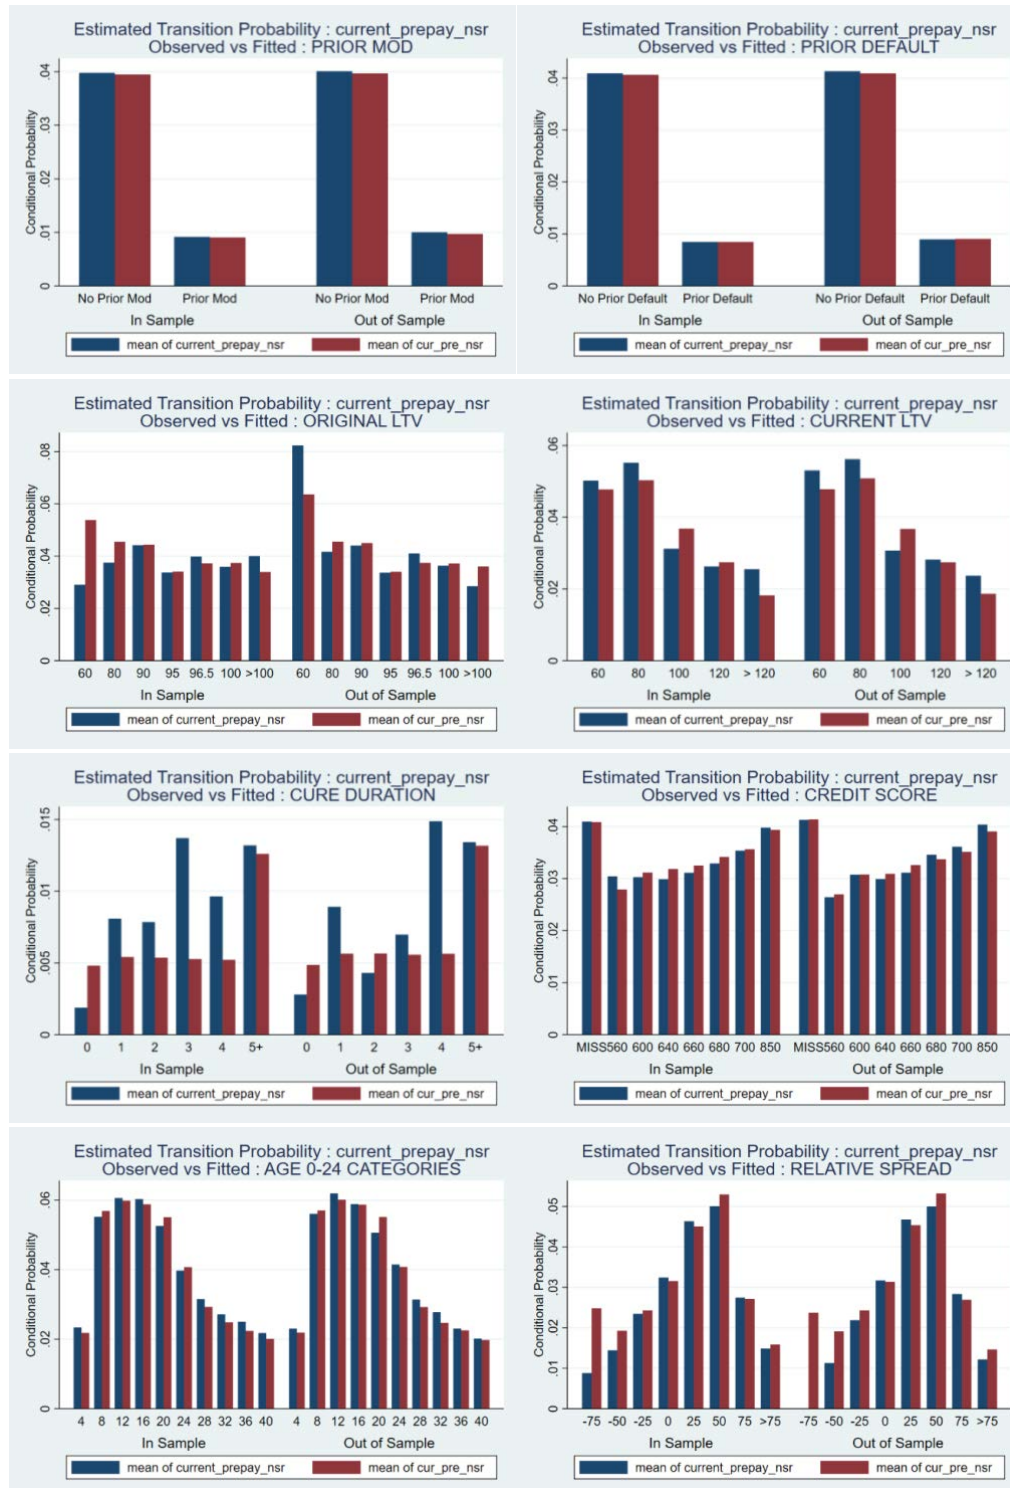 Estimated Transition Probability : current_prepay_nsr
Observed vs Fitted : PRIOR MOD
Conditional Probability
.04
.03
.02
.01
0
No Prior Mod Prior Mod No Prior Mod Prior Mod
In Sample Out of Sample
mean of current_prepay_nsr mean of cur_pre_nsr
Estimated Transition Probability : current_prepay_nsr
Observed vs Fitted : PRIOR DEFAULT
Conditional Probability
.04
.03
.02
.01
0
No Prior Default Prior Default No Prior Default Prior Default
In Sample Out of Sample
mean of current_prepay_nsr mean of cur_pre_nsr
Estimated Transition Probability : current_prepay_nsr
Observed vs Fitted : ORIGINAL LTV
Conditional Probability
.08
.06
.04
.02
0
60 80 90 95 96.5 100 >100 60 80 90 95 96.5 100 >100
In Sample Out of Sample
mean of current_prepay_nsr mean of cur_pre_nsr
Estimated Transition Probability : current_prepay_nsr
Observed vs Fitted : CURRENT LTV
Conditional Probability
.06
.04
.02
0
60 80 100 120 > 120 60 80 100 120 > 120
In Sample Out of Sample
mean of current_prepay_nsr mean of cur_pre_nsr
Estimated Transition Probability : current_prepay_nsr
Observed vs Fitted : CURE DURATION
Conditional Probability
.015
.01
.005
0
0 1 2 3 4 5+ 0 1 2 3 4 5+
In Sample Out of Sample
mean of current_prepay_nsr mean of cur_pre_nsr
Estimated Transition Probability : current_prepay_nsr
Observed vs Fitted : CREDIT SCORE
Conditional Probability
.04
.03
.02
.01
0
MISS560 600 640 660 680 700 850 MISS560 600 640 660 680 700 850
In Sample Out of Sample
mean of current_prepay_nsr mean of cur_pre_nsr
Estimated Transition Probability : current_prepay_nsr
Observed vs Fitted : AGE 0-24 CATEGORIES
Conditional Probability
.06
.04
.02
0
4 8 12 16 20 24 28 32 36 40 4 8 12 16 20 24 28 32 36 40
In Sample Out of Sample
mean of current_prepay_nsr mean of cur_pre_nsr
Estimated Transition Probability : current_prepay_nsr
Observed vs Fitted : RELATIVE SPREAD
Conditional Probability
.05
.04
.03
.02
.01
0
-75 -50 -25 0 25 50 75 >75 -75 -50 -25 0 25 50 75 >75
In Sample Out of Sample
mean of current_prepay_nsr mean of cur_pre_nsr